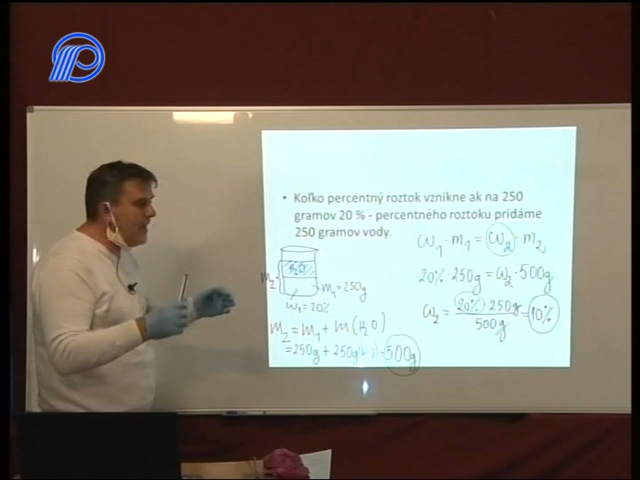 • Koľko percentný roztok vznikne ak na 250
gramov 20 % - percentného roztoku pridáme
250 gramov vody.
H₂O
m₂
m₁ = 250g
ω₁ = 20%
m₂ = m₁ + m(H₂O)
= 250g + 250g = 500g
ω₁ · m₁ = ω₂ · m₂
20% · 250g = ω₂ · 500g
ω₂ = 20% · 250g / 500g = 10%